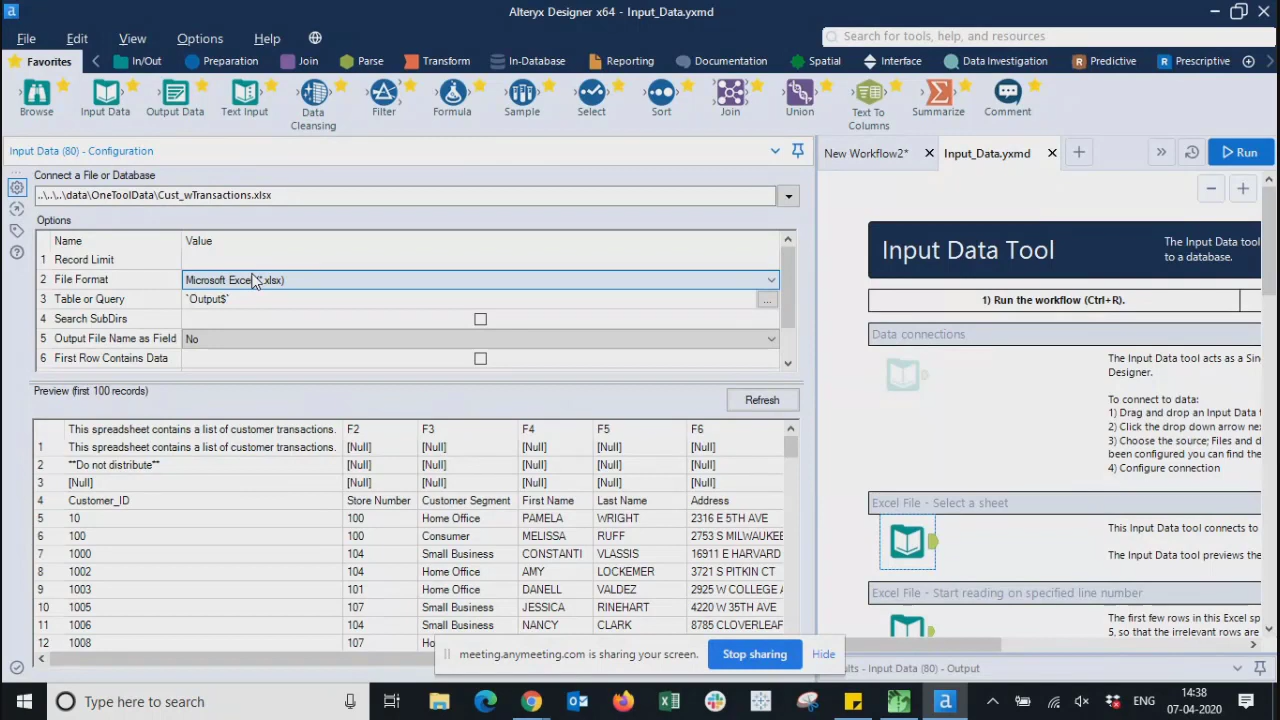 Alteryx Designer x64 - Input_Data.yxmd
File Edit View Options Help
Search for tools, help, and resources
Favorites In/Out Preparation Join Parse Transform In-Database Reporting Documentation Spatial Interface Data Investigation Predictive Prescriptive
Browse Input Data Output Data Text Input Data Cleansing Filter Formula Sample Select Sort Join Union Text To Columns Summarize Comment
Input Data (80) - Configuration
Connect a File or Database
..\..\..\data\OneToolData\Cust_wTransactions.xlsx
Options
Name Value
1 Record Limit
2 File Format Microsoft Excel (*.xlsx)
3 Table or Query `Output$` ...
4 Search SubDirs
5 Output File Name as Field No
6 First Row Contains Data
Preview (first 100 records)
Refresh
This spreadsheet contains a list of customer transactions. F2 F3 F4 F5 F6
1 This spreadsheet contains a list of customer transactions. [Null] [Null] [Null] [Null] [Null]
2 **Do not distribute** [Null] [Null] [Null] [Null] [Null]
3 [Null] [Null] [Null] [Null] [Null] [Null]
4 Customer_ID Store Number Customer Segment First Name Last Name Address
5 10 100 Home Office PAMELA WRIGHT 2316 E 5TH AVE
6 100 100 Consumer MELISSA RUFF 2753 S MILWAUKEE
7 1000 104 Small Business CONSTANTI VLASSIS 16911 E HARVARD
8 1002 104 Home Office AMY LOCKEMER 3721 S PITKIN CT
9 1003 101 Home Office DANELL VALDEZ 2925 W COLLEGE A
10 1005 107 Small Business JESSICA RINEHART 4220 W 35TH AVE
11 1006 104 Small Business NANCY CLARK 8785 CLOVERLEAF
12 1008 107
New Workflow2* Input_Data.yxmd Run
Input Data Tool
The Input Data tool
to a database.
1) Run the workflow (Ctrl+R).
Data connections
The Input Data tool acts as a
Designer.
To connect to data:
1) Drag and drop an Input Data
2) Click the drop down arrow
3) Choose the source; Files and
been configured you can find the
4) Configure connection
Excel File - Select a sheet
This Input Data tool connects to
The Input Data tool previews the
Excel File - Start reading on specified line number
The first few rows in this Excel
5, so that the irrelevant rows are
- Input Data (80) - Output
meeting.anymeeting.com is sharing your screen. Stop sharing Hide
Type here to search
ENG
14:38
07-04-2020